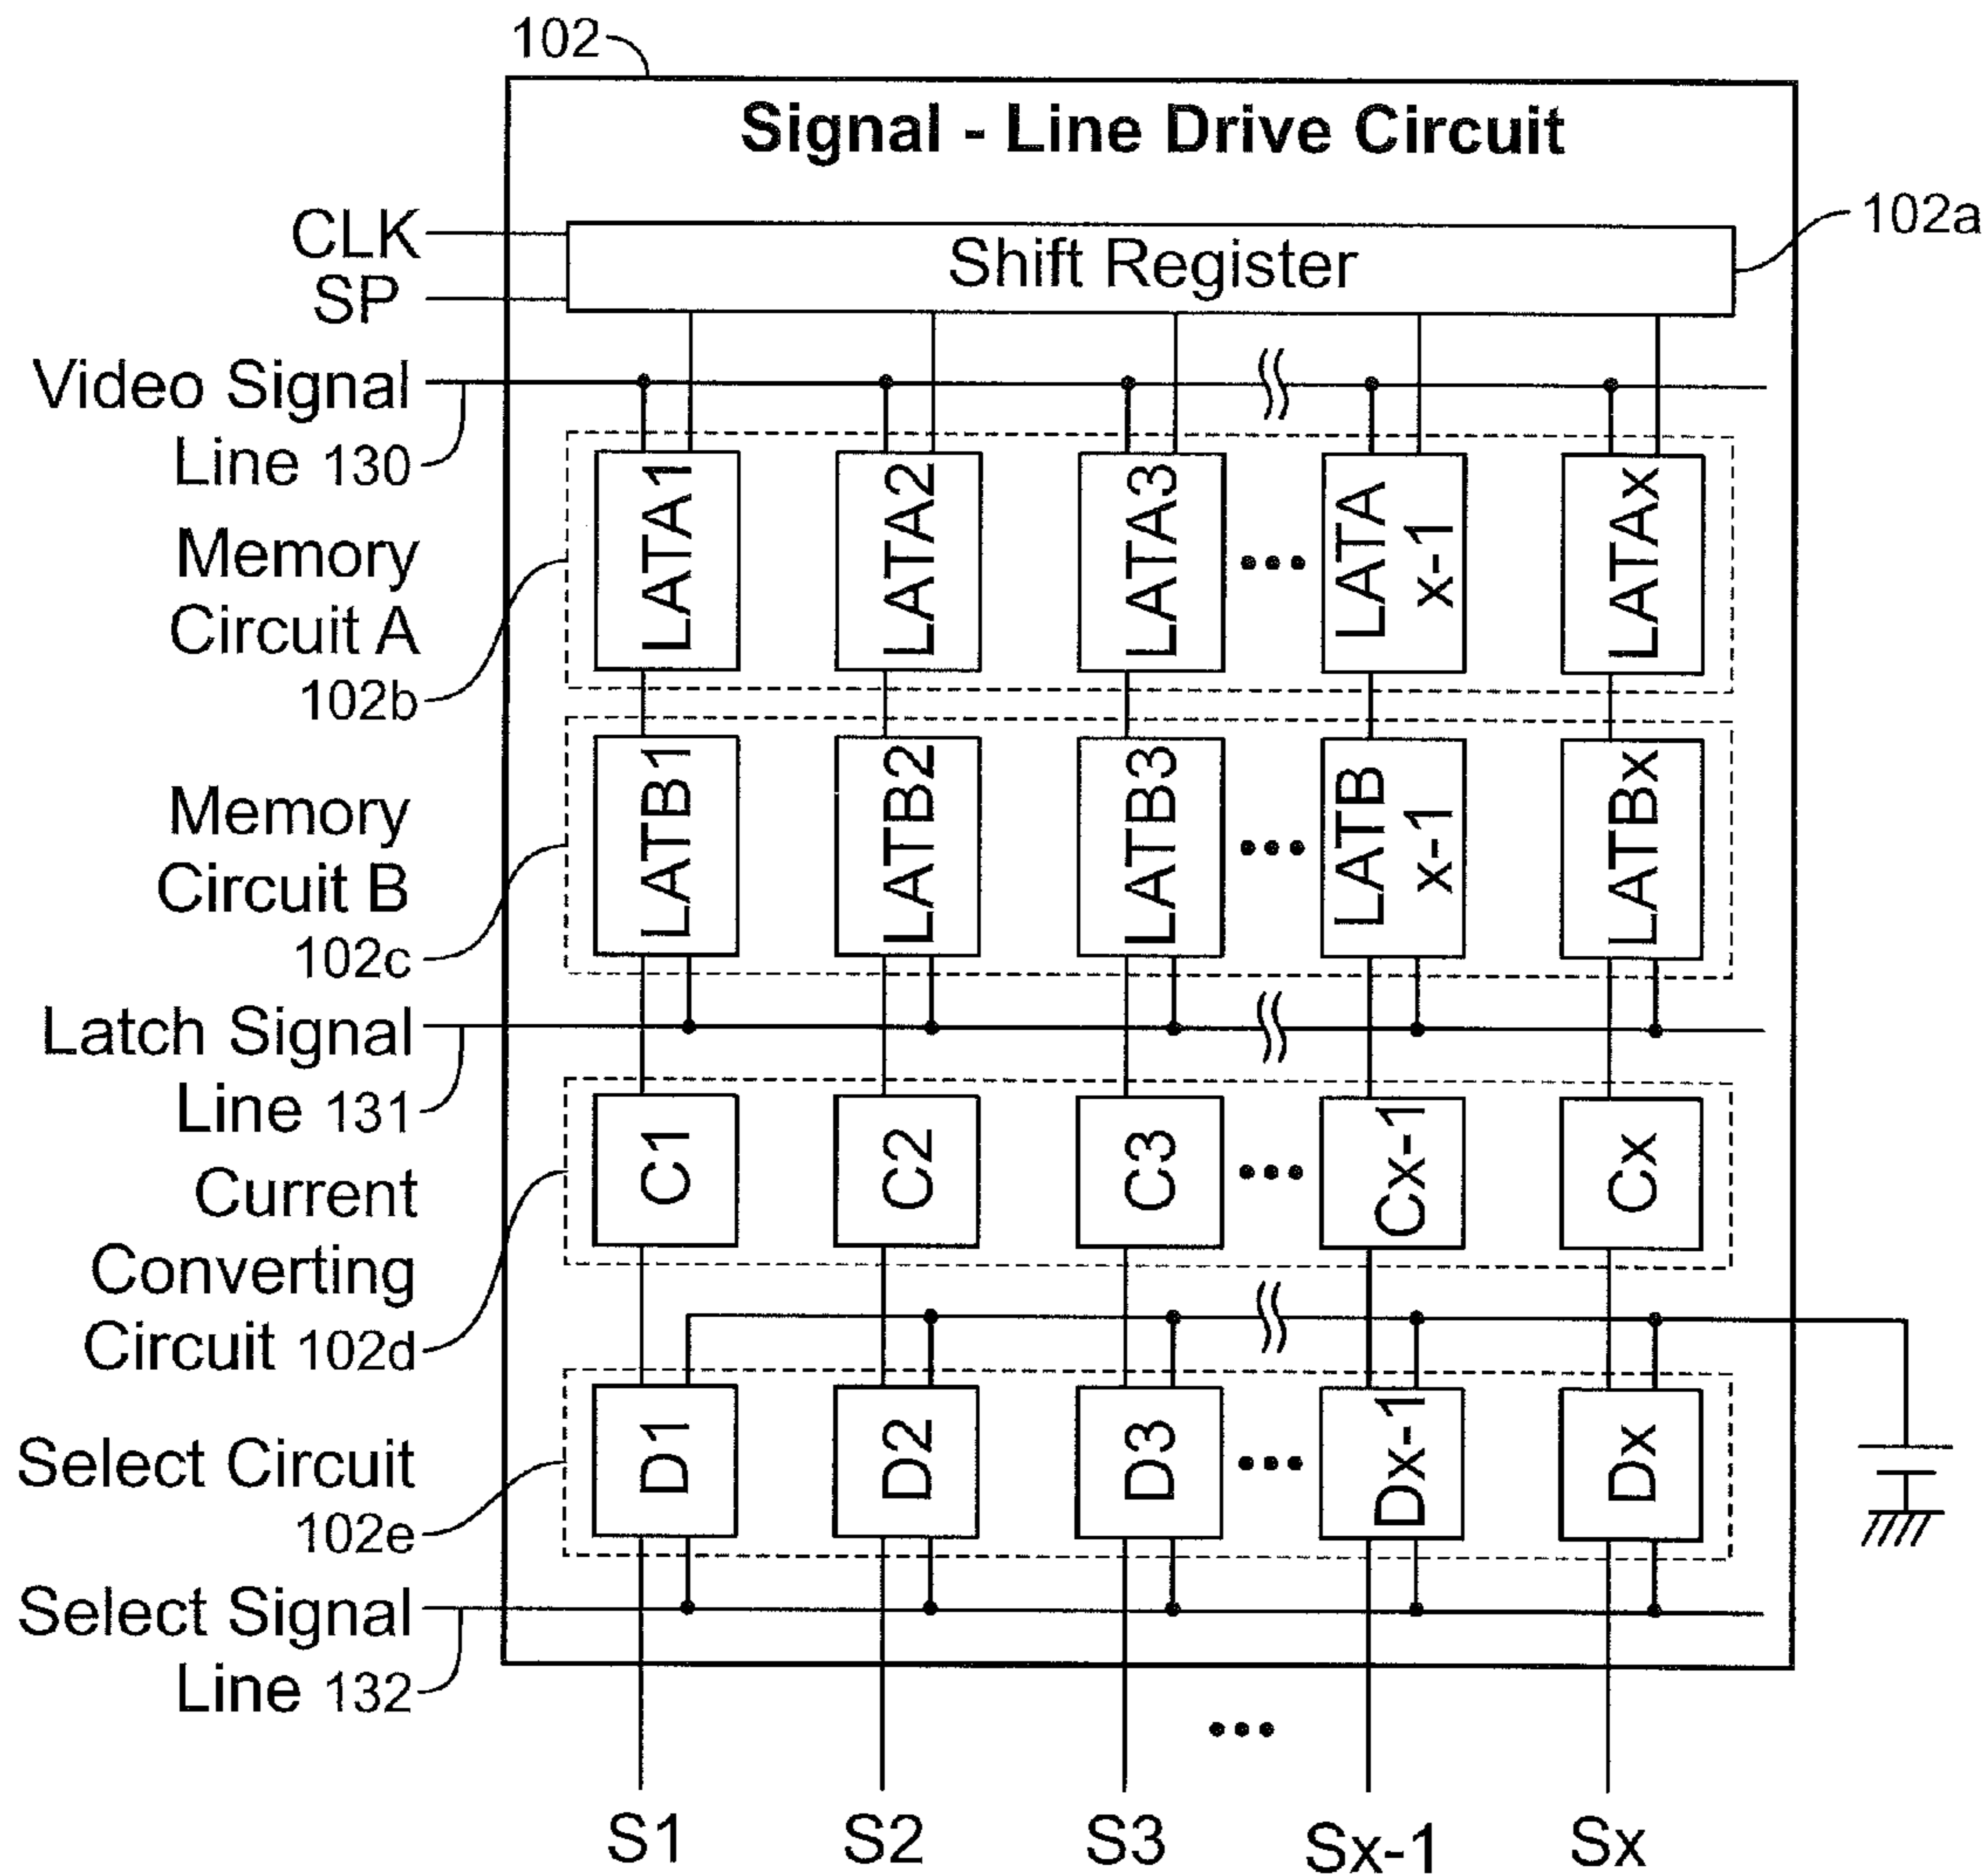 102
Signal - Line Drive Circuit
CLK
SP
Shift Register
102a
Video Signal
Line 130
LATA1
LATA2
LATA3
LATA
x-1
LATAx
Memory
Circuit A
102b
LATB1
LATB2
LATB3
LATB
x-1
LATBx
Memory
Circuit B
102c
Latch Signal
Line 131
C1
C2
C3
Cx-1
Cx
Current
Converting
Circuit 102d
D1
D2
D3
Dx-1
Dx
Select Circuit
102e
Select Signal
Line 132
S1
S2
S3
Sx-1
Sx